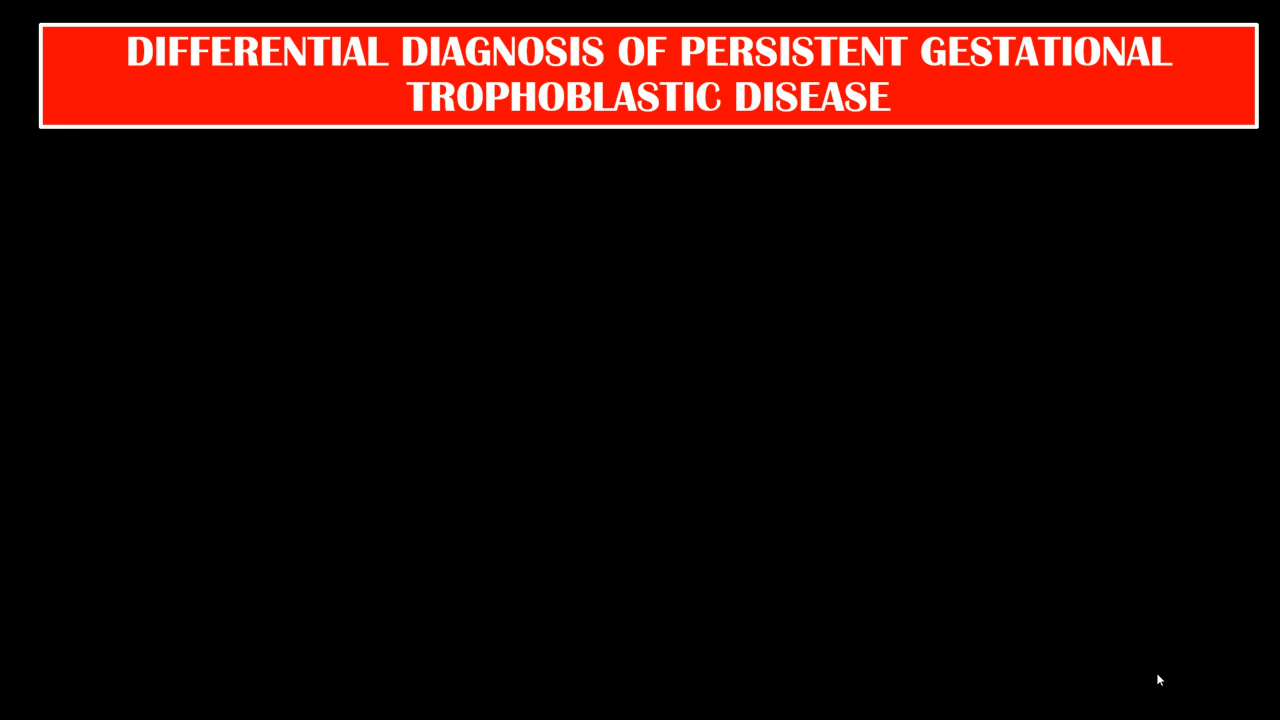 DIFFERENTIAL DIAGNOSIS OF PERSISTENT GESTATIONAL
TROPHOBLASTIC DISEASE